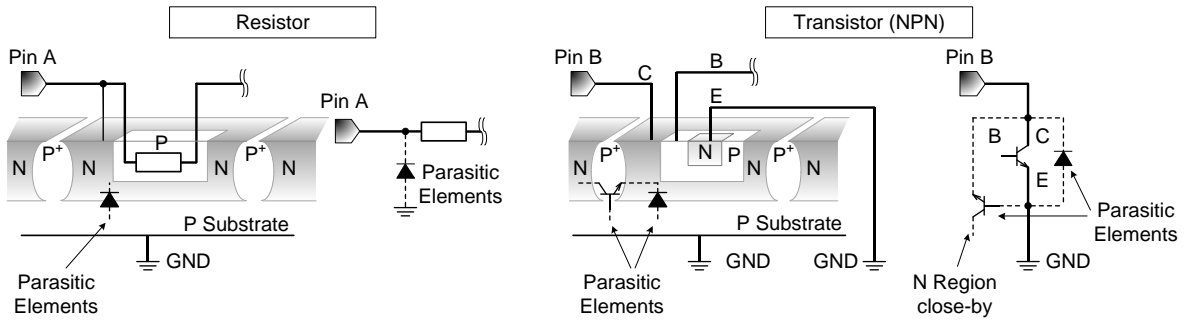 Resistor
Transistor (NPN)
Pin A
Pin B
C
B
E
Pin B
Pin A
N
P+
N
P
N
P+
N
Parasitic
Elements
N
P+
N
P
P+
N
N
B
C
E
P Substrate
GND
Parasitic
Elements
P Substrate
GND
GND
Parasitic
Elements
Parasitic
Elements
GND
N Region
close-by